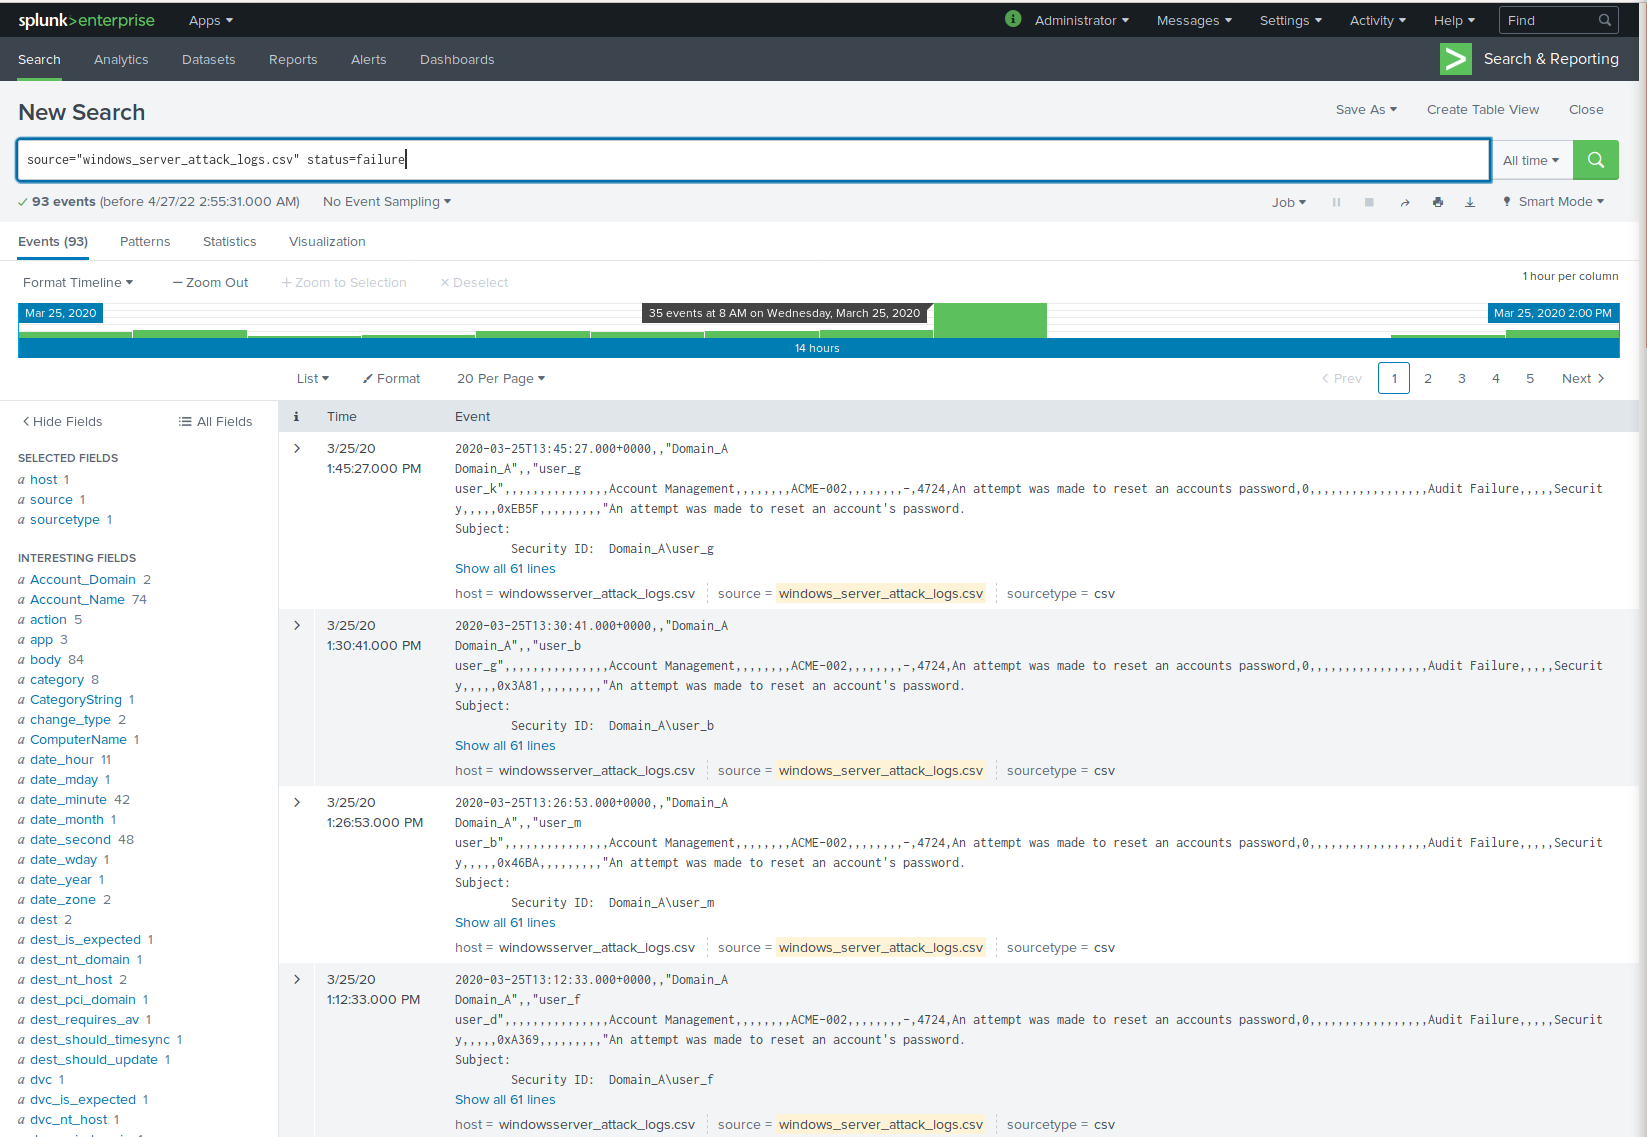 splunk>enterprise Apps Administrator Messages Settings Activity Help Find
Search Analytics Datasets Reports Alerts Dashboards Search & Reporting
New Search Save As Create Table View Close
source="windows_server_attack_logs.csv" status=failure All time
93 events (before 4/27/22 2:55:31.000 AM) No Event Sampling Job Smart Mode
Events (93) Patterns Statistics Visualization
Format Timeline — Zoom Out + Zoom to Selection × Deselect 1 hour per column
Mar 25, 2020 35 events at 8 AM on Wednesday, March 25, 2020 Mar 25, 2020 2:00 PM
14 hours
List Format 20 Per Page < Prev 1 2 3 4 5 Next >
< Hide Fields All Fields
SELECTED FIELDS
a host 1
a source 1
a sourcetype 1
INTERESTING FIELDS
a Account_Domain 2
a Account_Name 74
a action 5
a app 3
a body 84
a category 8
a CategoryString 1
a change_type 2
a ComputerName 1
a date_hour 11
a date_mday 1
a date_minute 42
a date_month 1
a date_second 48
a date_wday 1
a date_year 1
a date_zone 2
a dest 2
a dest_is_expected 1
a dest_nt_domain 1
a dest_nt_host 2
a dest_pci_domain 1
a dest_requires_av 1
a dest_should_timesync 1
a dest_should_update 1
a dvc 1
a dvc_is_expected 1
a dvc_nt_host 1
i Time Event
> 3/25/20 2020-03-25T13:45:27.000+0000,,"Domain_A
1:45:27.000 PM Domain_A",,"user_g
user_k",,,,,,,,,,,,,,,Account Management,,,,,,,,ACME-002,,,,,,,,-,4724,An attempt was made to reset an accounts password,0,,,,,,,,,,,,,,,,,Audit Failure,,,,,Securit
y,,,,,0xEB5F,,,,,,,,,"An attempt was made to reset an account's password.
Subject:
Security ID: Domain_A\user_g
Show all 61 lines
host = windowsserver_attack_logs.csv source = windows_server_attack_logs.csv sourcetype = csv
> 3/25/20 2020-03-25T13:30:41.000+0000,,"Domain_A
1:30:41.000 PM Domain_A",,"user_b
user_g",,,,,,,,,,,,,,,Account Management,,,,,,,,ACME-002,,,,,,,,-,4724,An attempt was made to reset an accounts password,0,,,,,,,,,,,,,,,,,Audit Failure,,,,,Securit
y,,,,,0x3A81,,,,,,,,,"An attempt was made to reset an account's password.
Subject:
Security ID: Domain_A\user_b
Show all 61 lines
host = windowsserver_attack_logs.csv source = windows_server_attack_logs.csv sourcetype = csv
> 3/25/20 2020-03-25T13:26:53.000+0000,,"Domain_A
1:26:53.000 PM Domain_A",,"user_m
user_b",,,,,,,,,,,,,,,Account Management,,,,,,,,ACME-002,,,,,,,,-,4724,An attempt was made to reset an accounts password,0,,,,,,,,,,,,,,,,,Audit Failure,,,,,Securit
y,,,,,0x46BA,,,,,,,,,"An attempt was made to reset an account's password.
Subject:
Security ID: Domain_A\user_m
Show all 61 lines
host = windowsserver_attack_logs.csv source = windows_server_attack_logs.csv sourcetype = csv
> 3/25/20 2020-03-25T13:12:33.000+0000,,"Domain_A
1:12:33.000 PM Domain_A",,"user_f
user_d",,,,,,,,,,,,,,,Account Management,,,,,,,,ACME-002,,,,,,,,-,4724,An attempt was made to reset an accounts password,0,,,,,,,,,,,,,,,,,Audit Failure,,,,,Securit
y,,,,,0xA369,,,,,,,,,"An attempt was made to reset an account's password.
Subject:
Security ID: Domain_A\user_f
Show all 61 lines
host = windowsserver_attack_logs.csv source = windows_server_attack_logs.csv sourcetype = csv